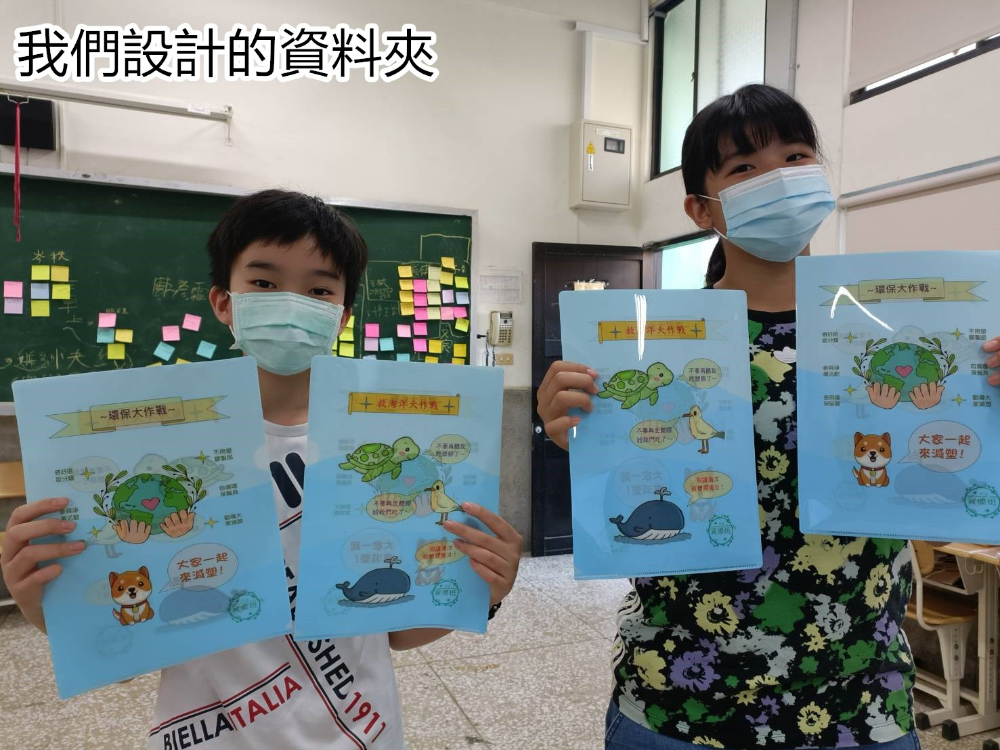 我們設計的資料夾
岑秧
~環保大作戰~
做好垃
圾分類
不用塑
膠製品
參與淨
灘活動
自備環
保餐具
勸導大
家減塑
大家一起
來減塑！
資優班
救海洋大作戰
不要再餵我
吃塑膠了~
不要再丟塑膠
給我們吃了~
別讓海洋
被塑膠淹没！
資優班
救海洋大作戰
不要再餵我
吃塑膠了~
不要再丟塑膠
給我們吃了~
別讓海洋
被塑膠淹没！
資優班
~環保大作戰~
做好垃
圾分類
不用塑
膠製品
參與淨
灘活動
自備環
保餐具
使用環
保吸管
勸導大
家減塑
大家一起
來減塑！
資優班
BIELLA ITALIA
SHED 1911